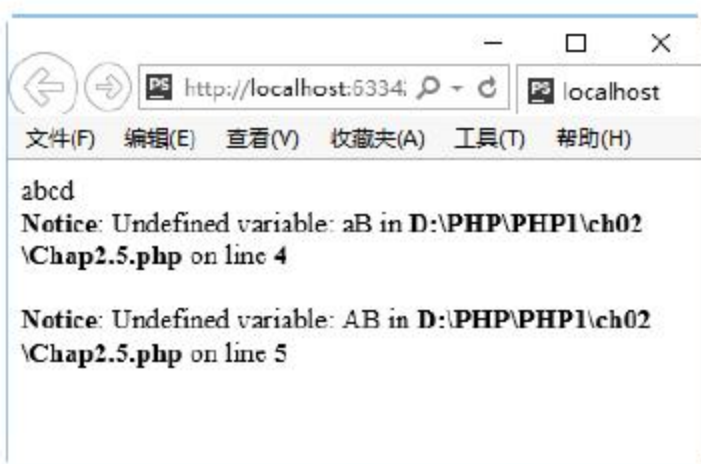 PS http://localhost:6334 PS localhost
文件(F) 编辑(E) 查看(V) 收藏夹(A) 工具(T) 帮助(H)
abcd
Notice: Undefined variable: aB in D:\PHP\PHP1\ch02
\Chap2.5.php on line 4
Notice: Undefined variable: AB in D:\PHP\PHP1\ch02
\Chap2.5.php on line 5